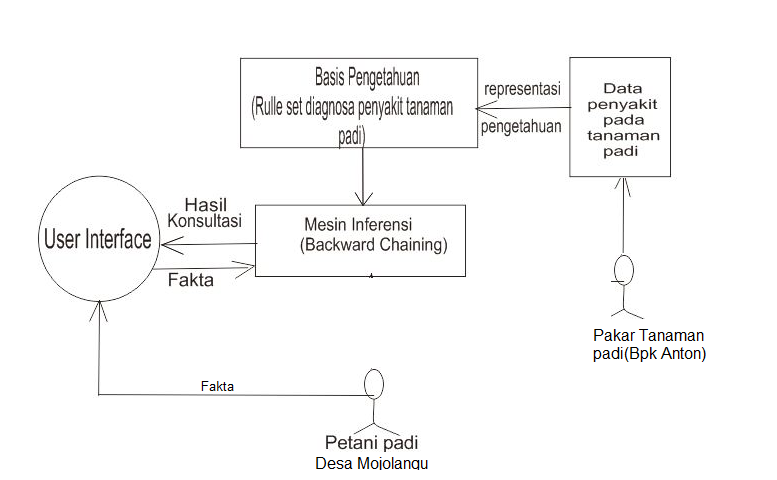 Basis Pengetahuan
(Rulle set diagnosa penyakit tanaman
padi)
representasi
pengetahuan
Data
penyakit
pada
tanaman
padi
User Interface
Hasil
Konsultasi
Fakta
Mesin Inferensi
(Backward Chaining)
Pakar Tanaman
padi(Bpk Anton)
Fakta
Petani padi
Desa Mojolangu